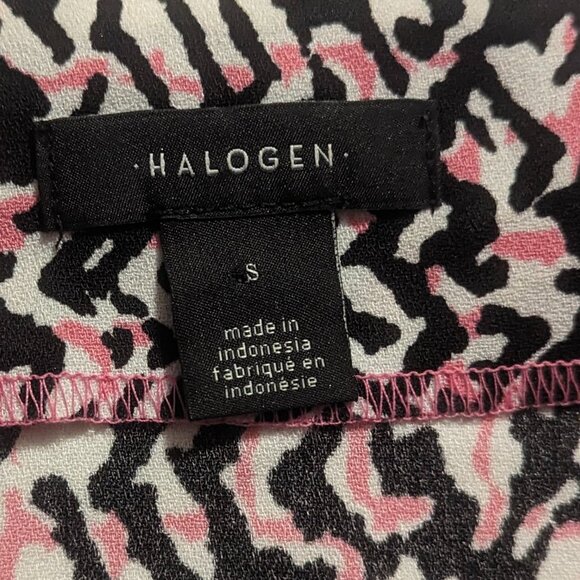 ·HALOGEN·
S
made in
indonesia
fabriqué en
indonésie